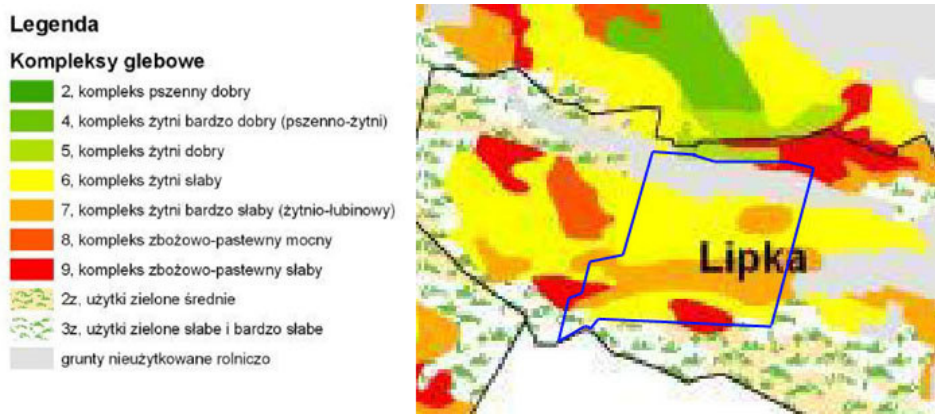 Legenda
Kompleksy glebowe
2, kompleks pszenny dobry
4, kompleks żytni bardzo dobry (pszenno-żytni)
5, kompleks żytni dobry
6, kompleks żytni słaby
7, kompleks żytni bardzo słaby (żytnio-łubinowy)
8, kompleks zbożowo-pastewny mocny
9, kompleks zbożowo-pastewny słaby
2z, użytki zielone średnie
3z, użytki zielone słabe i bardzo słabe
grunty nieużytkowane rolniczo
Lipka